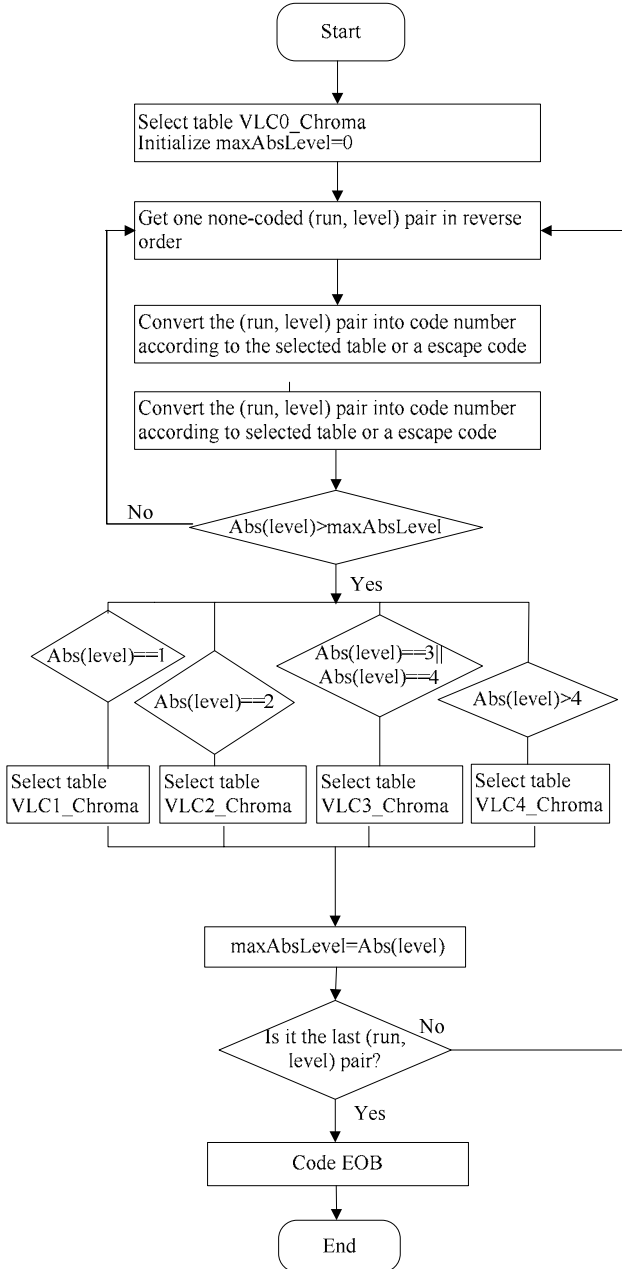 Start
Select table VLC0_Chroma
Initialize maxAbsLevel=0
Get one none-coded (run, level) pair in reverse
order
Convert the (run, level) pair into code number
according to the selected table or a escape code
Convert the (run, level) pair into code number
according to selected table or a escape code
No
Abs(level)>maxAbsLevel
Yes
Abs(level)==1
Abs(level)==2
Abs(level)==3||
Abs(level)==4
Abs(level)>4
Select table
VLC1_Chroma
Select table
VLC2_Chroma
Select table
VLC3_Chroma
Select table
VLC4_Chroma
maxAbsLevel=Abs(level)
Is it the last (run,
level) pair?
No
Yes
Code EOB
End